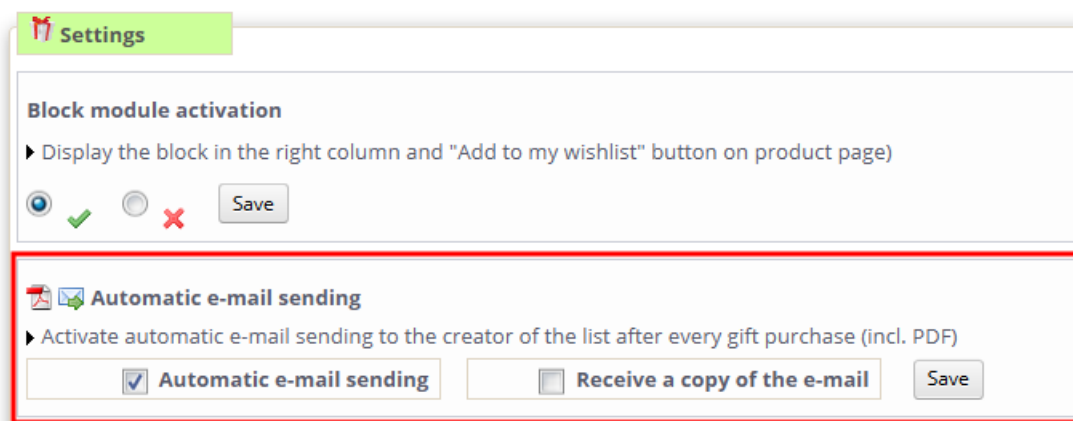 Settings
Block module activation
Display the block in the right column and "Add to my wishlist" button on product page)
Save
Automatic e-mail sending
Activate automatic e-mail sending to the creator of the list after every gift purchase (incl. PDF)
Automatic e-mail sending Receive a copy of the e-mail Save